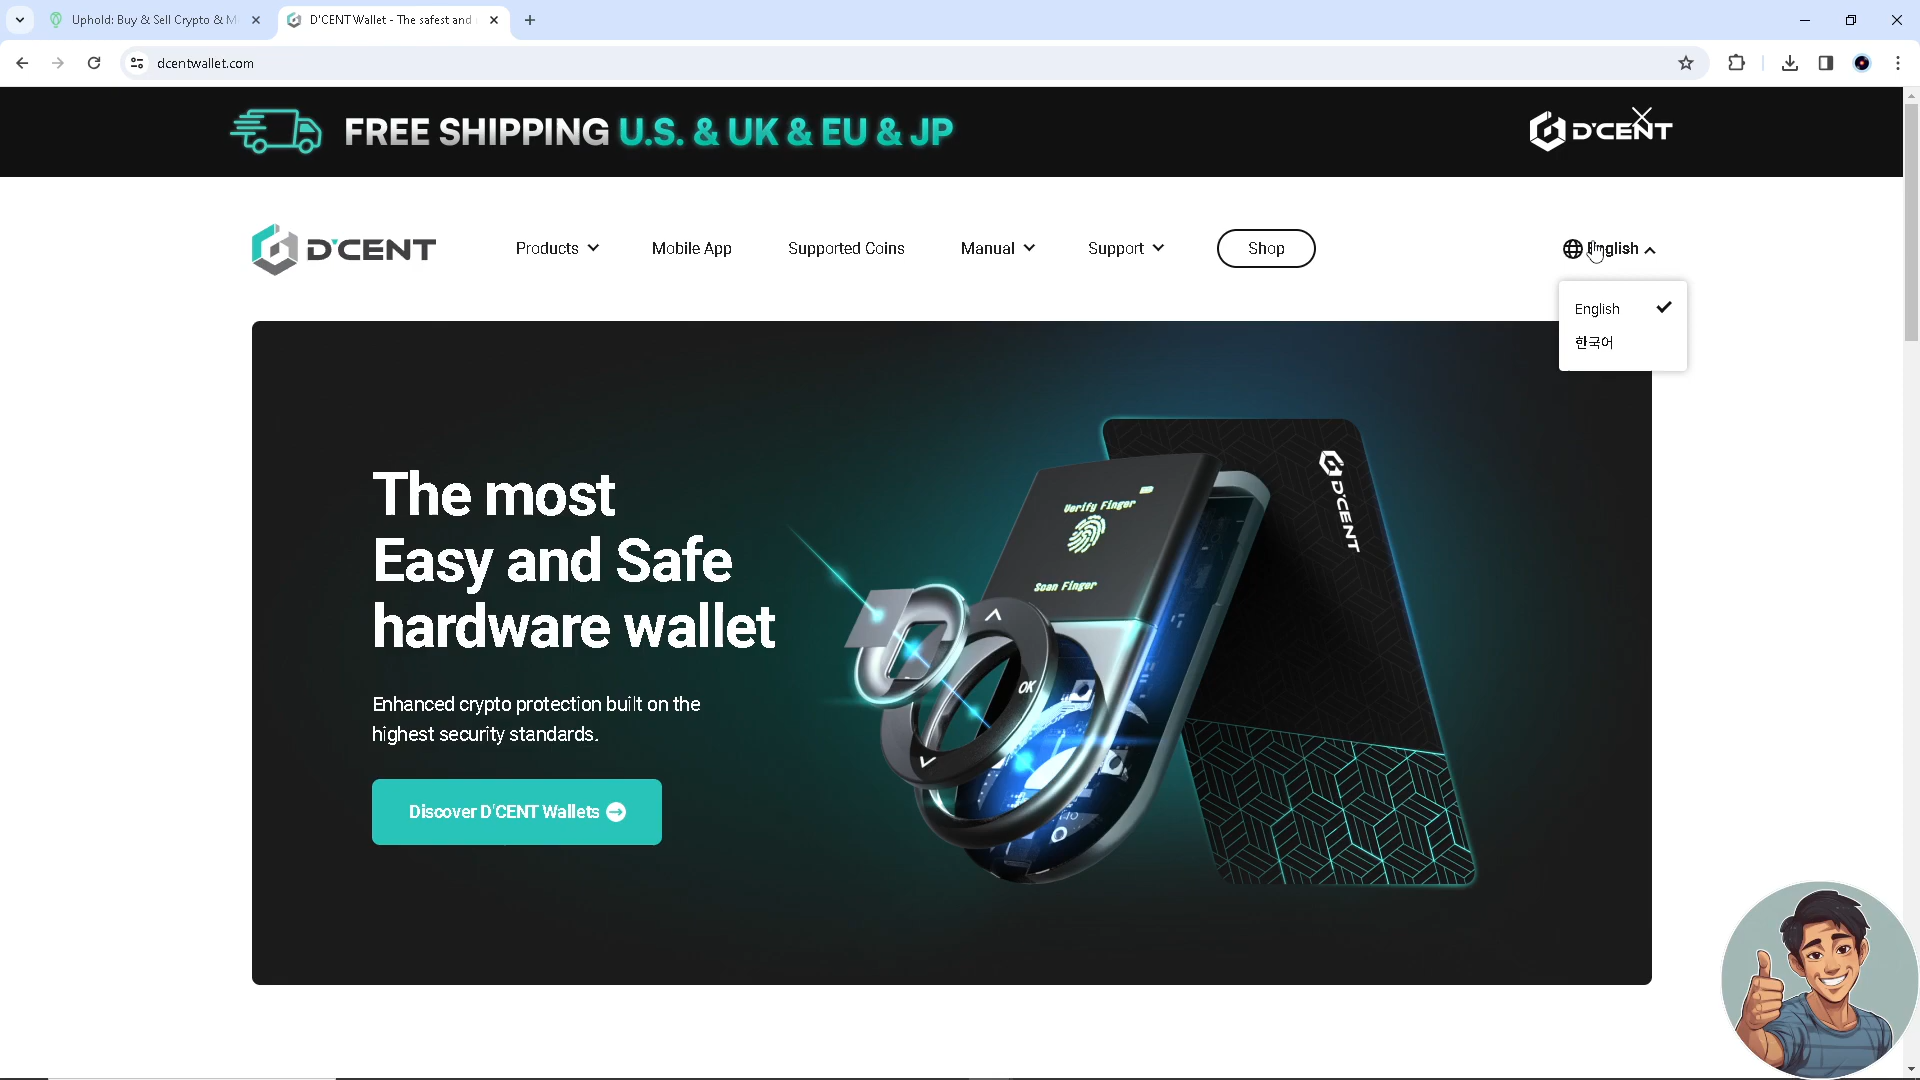 Uphold: Buy & Sell Crypto & M
D'CENT Wallet - The safest and
dcentwallet.com
FREE SHIPPING U.S. & UK & EU & JP
D'CENT
D'CENT
Products
Mobile App
Supported Coins
Manual
Support
Shop
English
English
한국어
The most
Easy and Safe
hardware wallet
Enhanced crypto protection built on the
highest security standards.
Discover D'CENT Wallets
Verify Finger
Scan Finger
OK
D'CENT